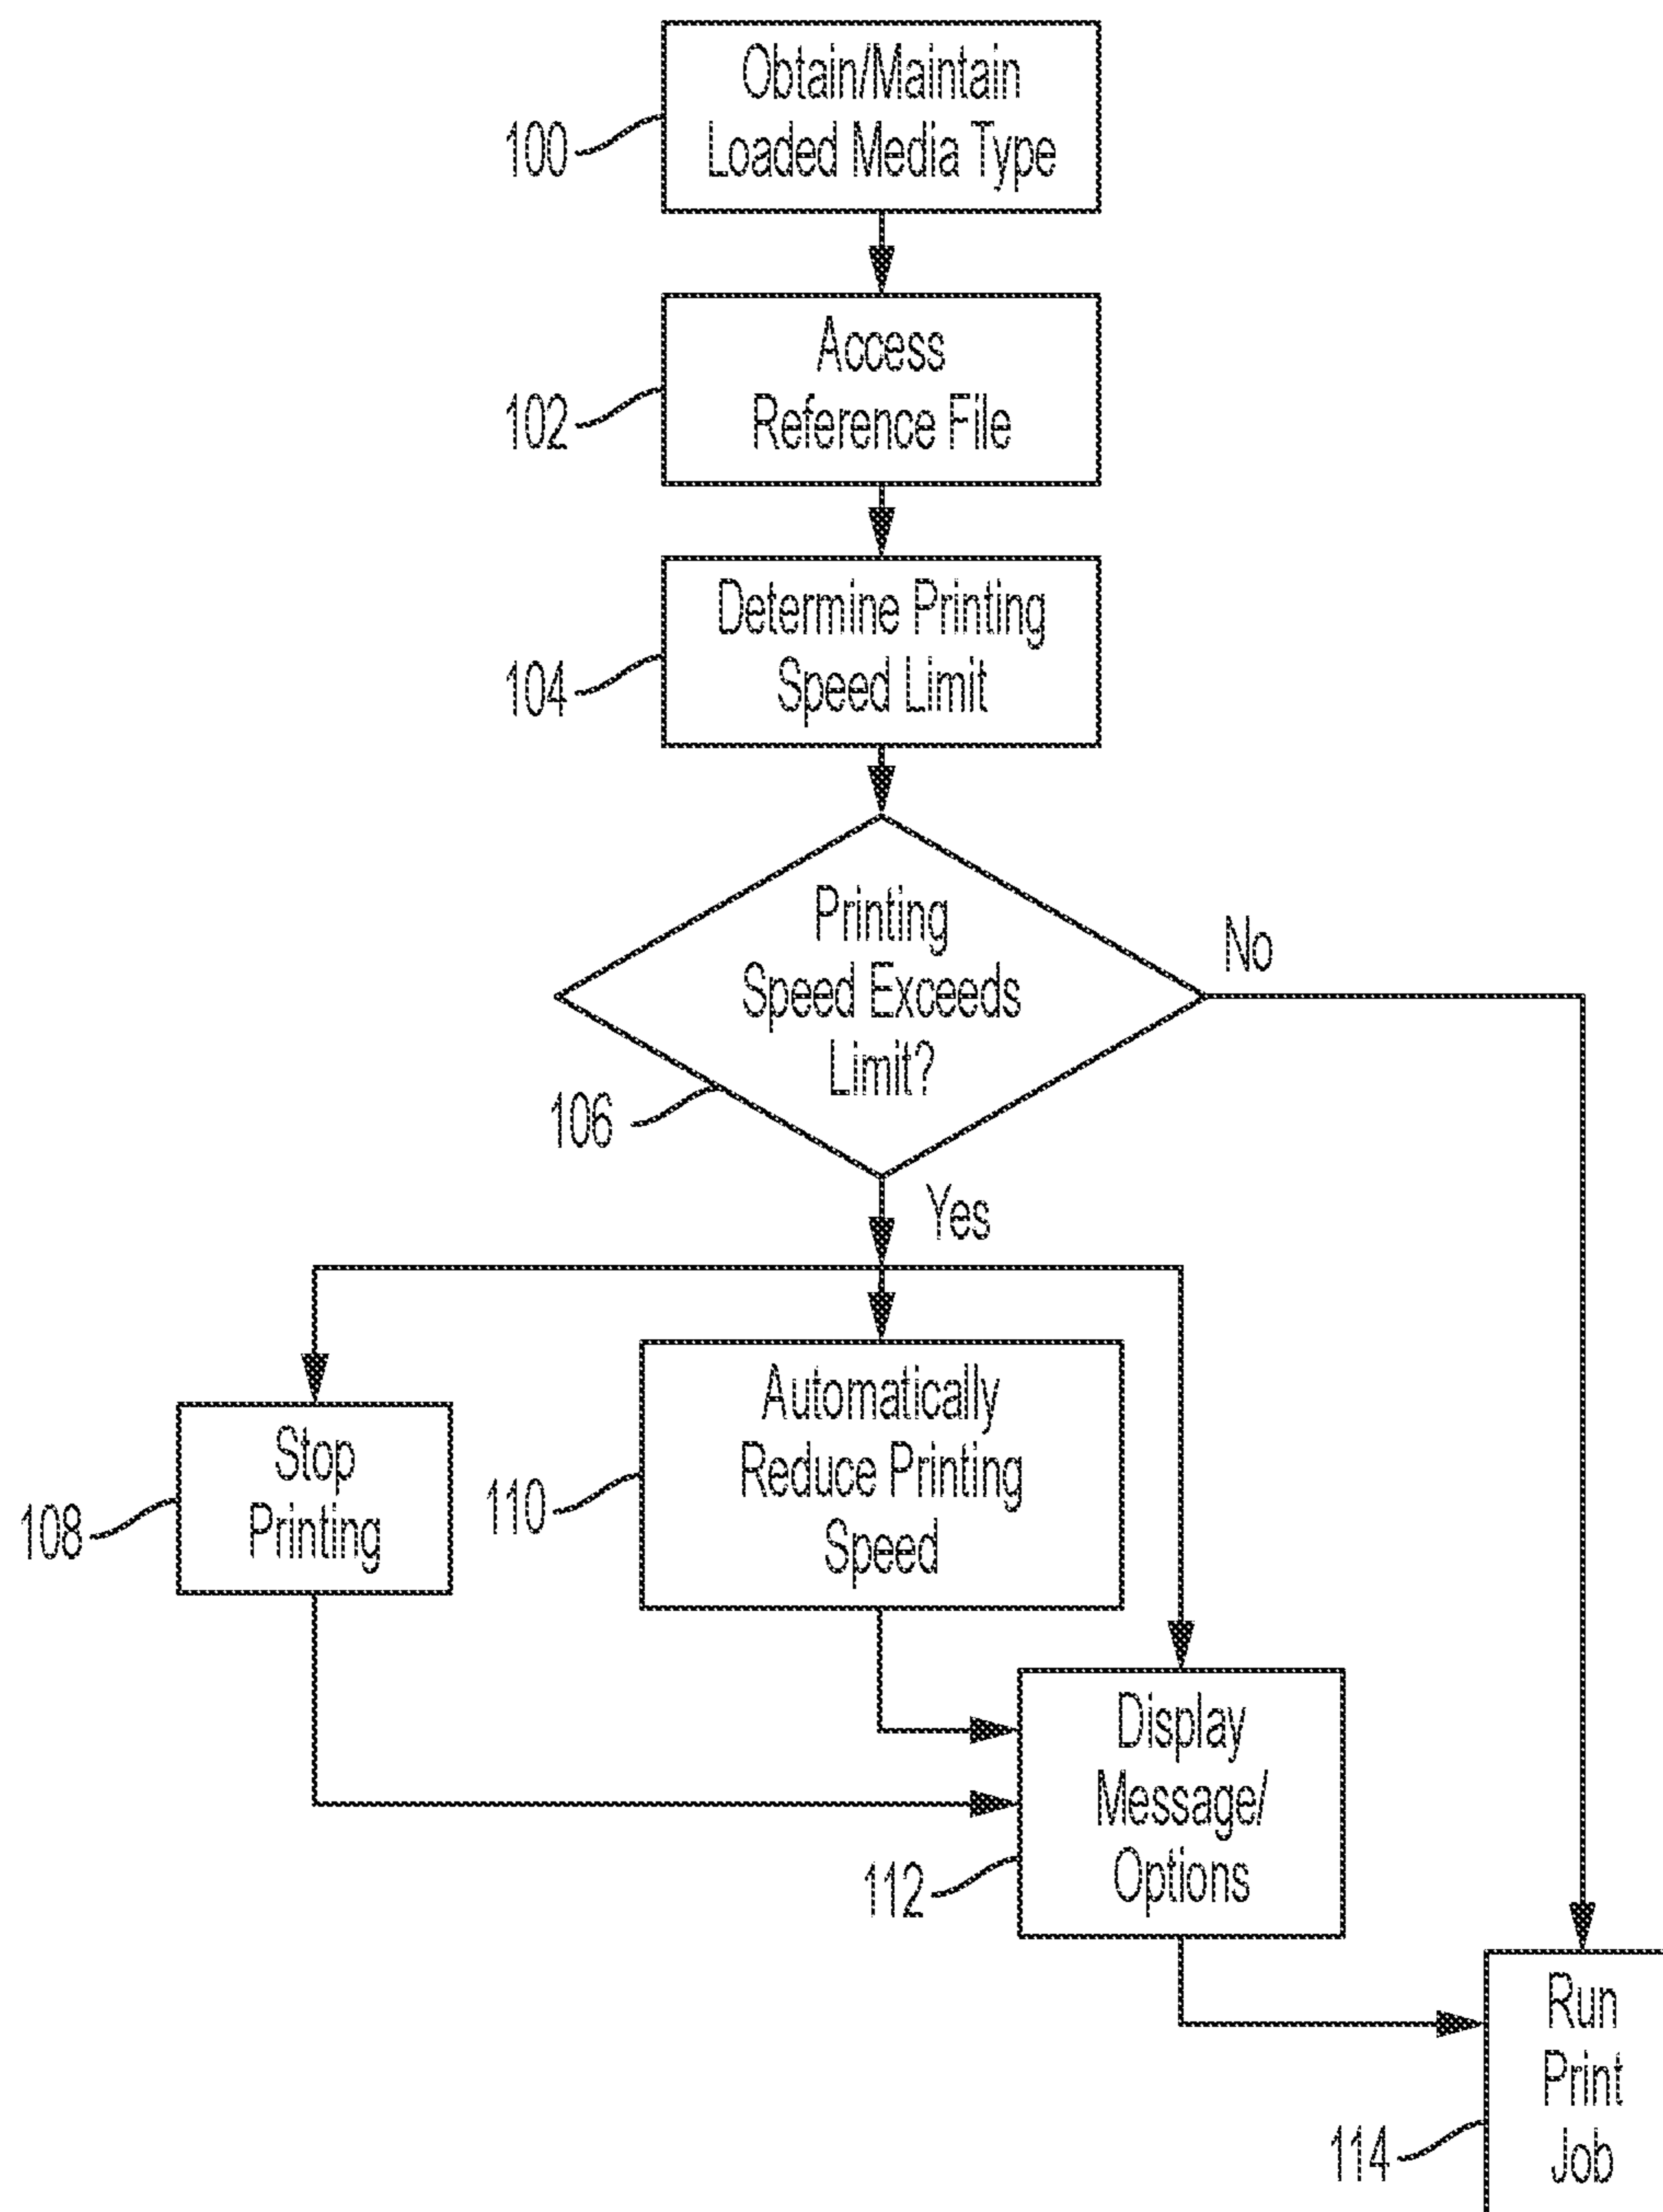 Obtain/Maintain
Loaded Media Type
100
Access
Reference File
102
Determine Printing
Speed Limit
104
Printing
Speed Exceeds
Limit?
No
106
Yes
Stop
Printing
108
Automatically
Reduce Printing
Speed
110
Display
Message/
Options
112
Run
Print
Job
114